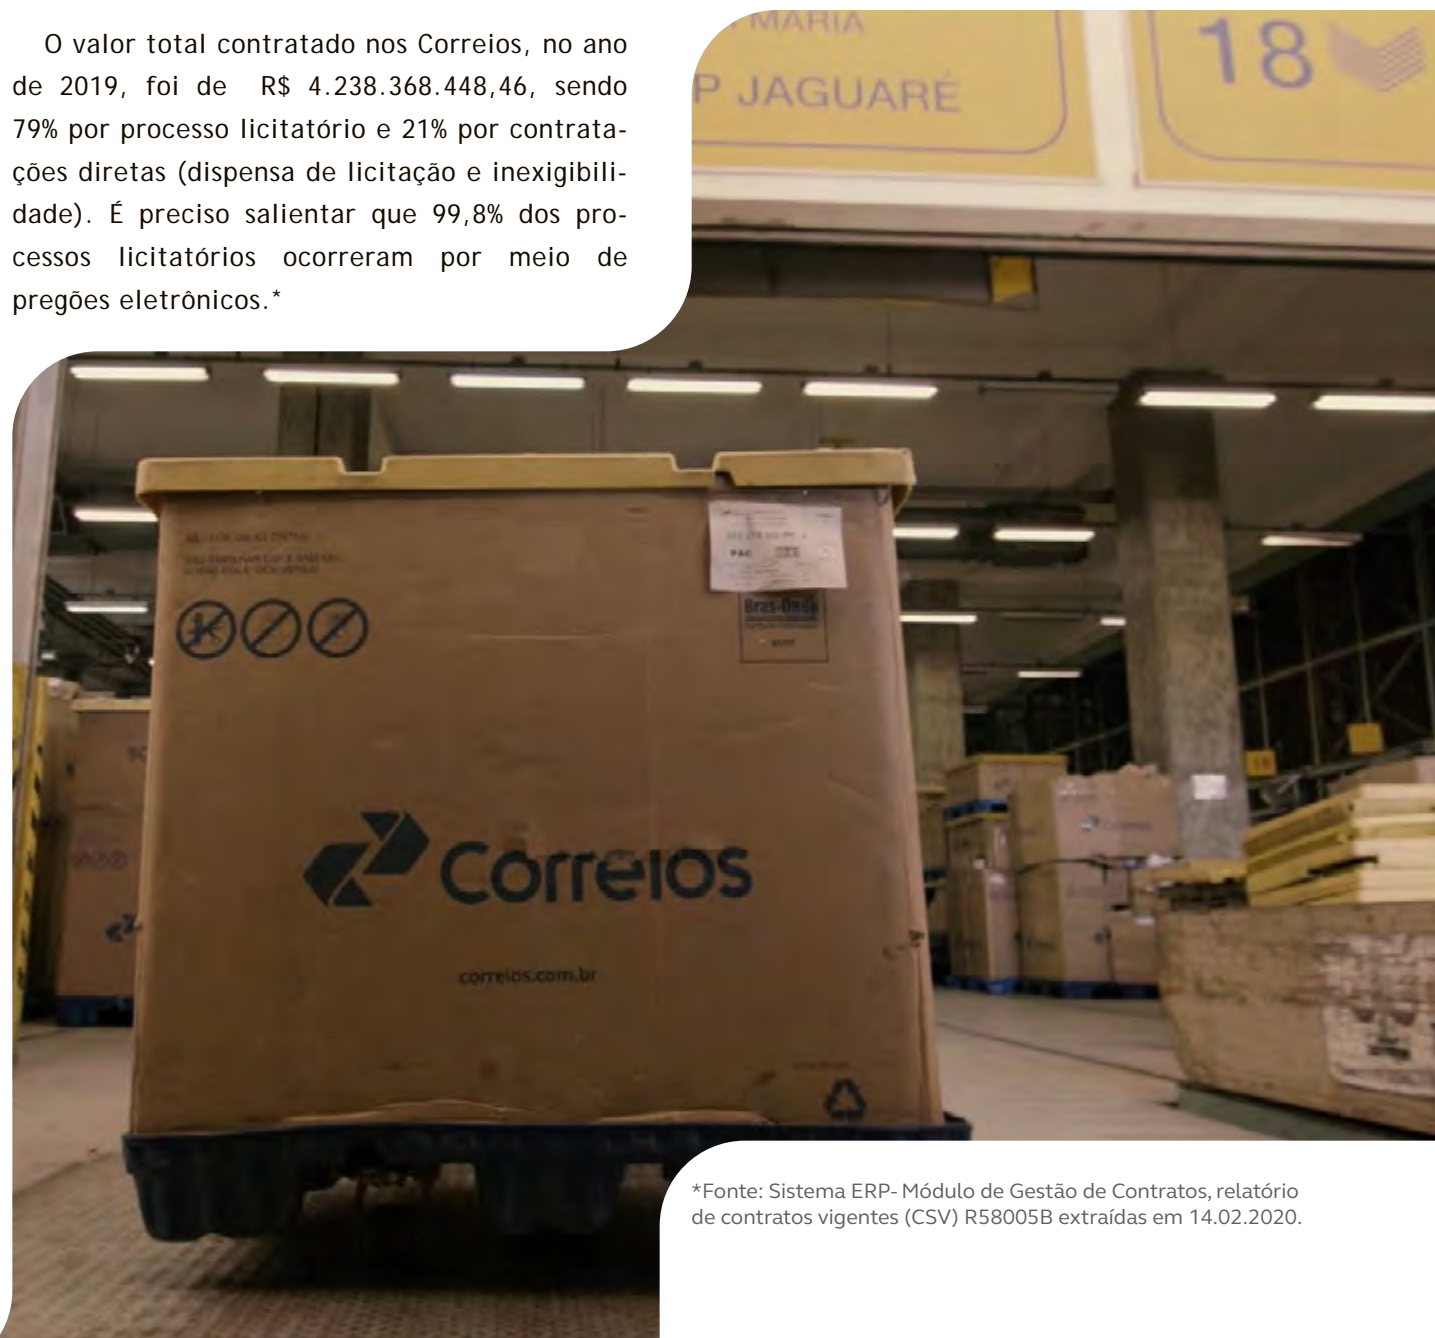 O valor total contratado nos Correios, no ano
de 2019, foi de R$ 4.238.368.448,46, sendo
79% por processo licitatório e 21% por contrata-
ções diretas (dispensa de licitação e inexigibili-
dade). É preciso salientar que 99,8% dos pro-
cessos licitatórios ocorreram por meio de
pregões eletrônicos.*
MARIA
P JAGUARÉ
18
PAC
Bras-Onda
Correios
correios.com.br
*Fonte: Sistema ERP- Módulo de Gestão de Contratos, relatório
de contratos vigentes (CSV) R58005B extraídas em 14.02.2020.